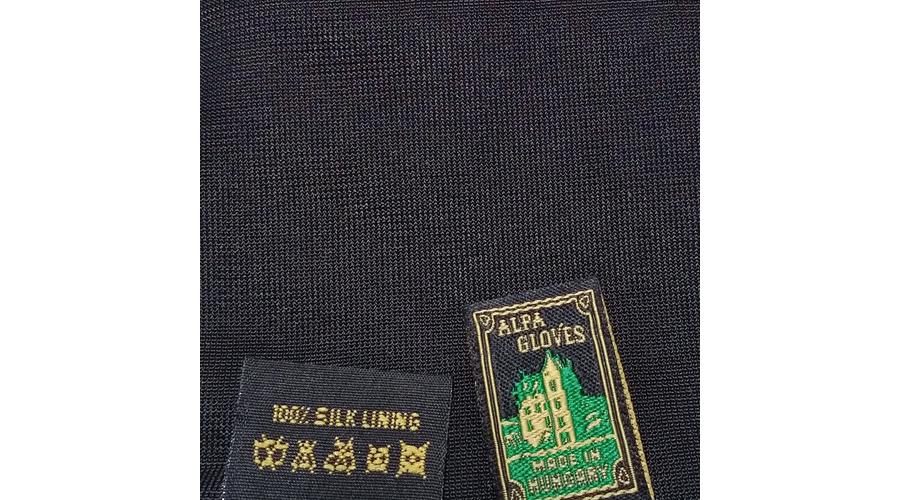 ALPA
GLOVES
MADE IN
HUNGARY
100% SILK LINING